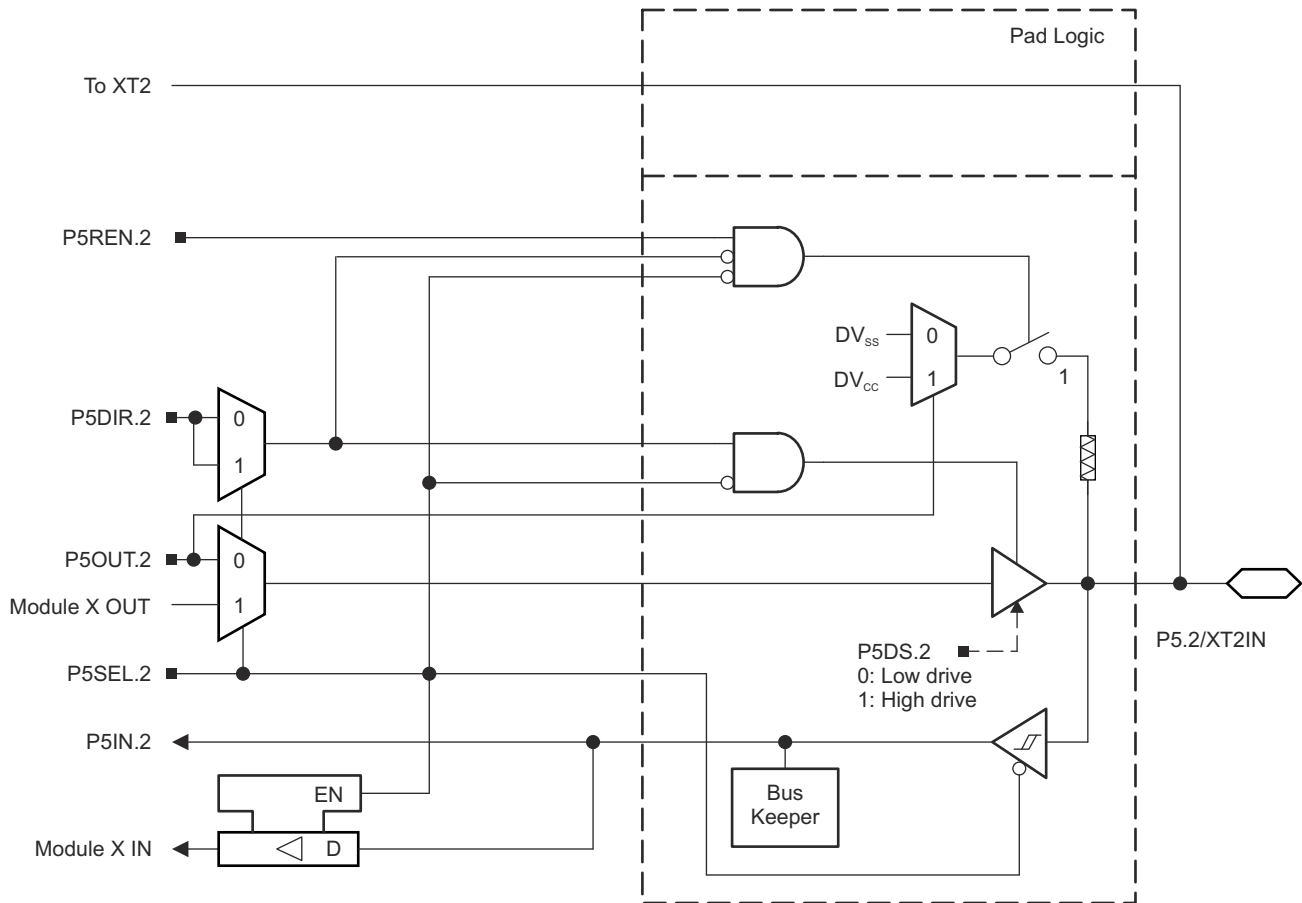 Pad Logic
To XT2
P5REN.2
DVSS
0
DVCC
1
1
P5DIR.2
0
1
P5OUT.2
0
Module X OUT
1
P5SEL.2
P5DS.2
0: Low drive
1: High drive
P5.2/XT2IN
P5IN.2
EN
Bus
Keeper
Module X IN
D